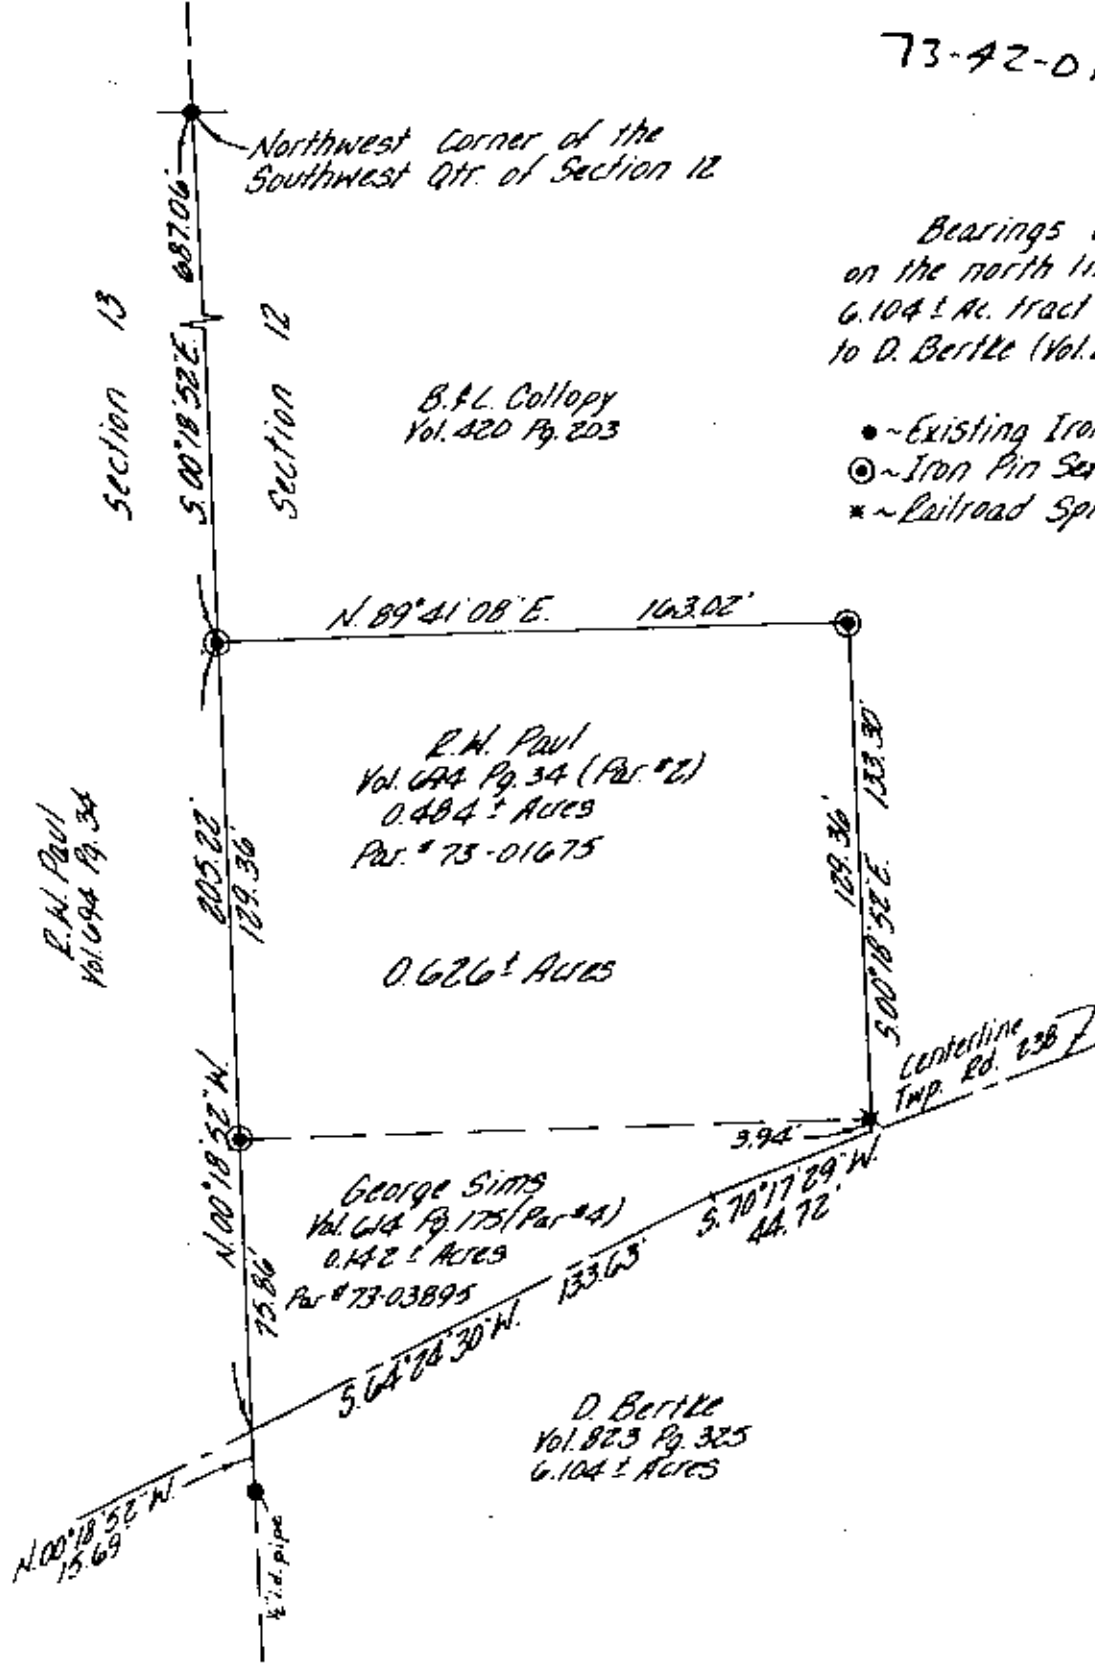 73-42-0
Northwest Corner of the
Southwest Qtr. of Section 12
687.06'
S. 00°18'52" E.
Section 13
Section 12
Bearings
on the north
6.104 ± Ac. tract
to D. Bertke (Vol.
B. & L. Collopy
Vol. 420 Pg. 203
● ~ Existing Iron
~ Iron Pin Set
~ Railroad
N. 89°41'08" E. 163.02'
R.W. Paul
Vol. 694 Pg. 34
R.W. Paul
Vol. 694 Pg. 34 (Par. #2)
0.484 ± Acres
Par. # 73-01675
0.626 ± Acres
205.22'
129.36'
N. 00°18'52" W.
133.30'
129.36'
S. 00°18'52" E.
Centerline
Twp. Rd. 238
3.94'
George Sims
Vol. 614 Pg. 175 (Par #4)
0.142 ± Acres
Par # 73-03895
75.86'
S. 70°17'29" W.
44.72'
S. 64°24'30" W. 133.63'
D. Bertke
Vol. 823 Pg. 325
6.104 ± Acres
N. 00°18'52" W.
15.69'
½" i.d. pipe